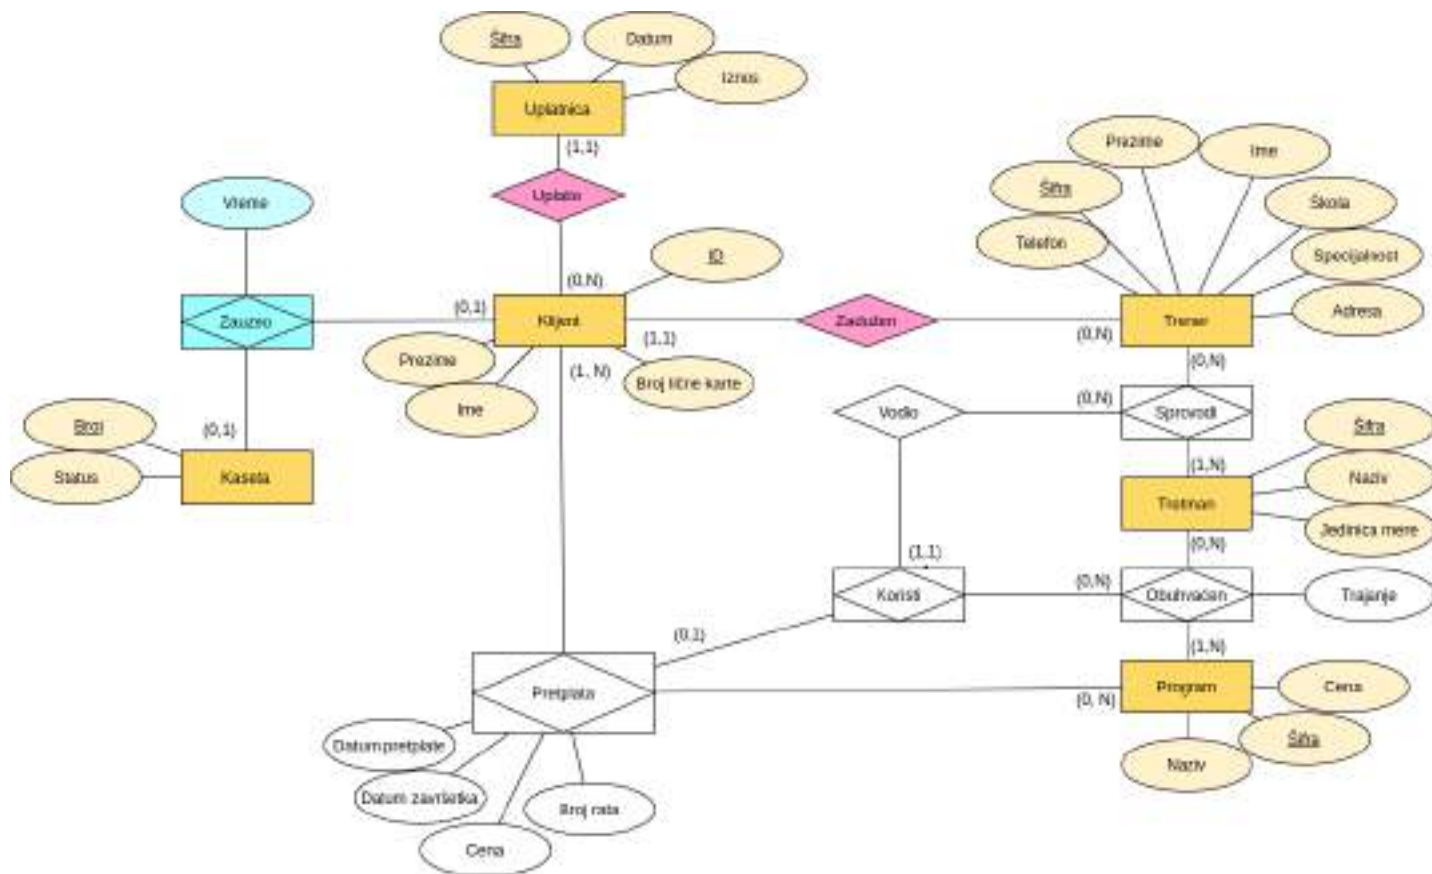 Šifra
Datum
Iznos
Uplatnica
(1,1)
Uplata
(0,N)
Vreme
Zauzeo
(0,1)
Klijent
ID
(1,1)
Prezime
Ime
(1, N)
Broj lične karte
Zadužen
(0,N)
Trener
Prezime
Ime
Šifra
Škola
Telefon
Specijalnost
Adresa
(0,N)
(0,1)
Broj
Status
Kaseta
Vodio
(0,N)
Sprovodi
(1,N)
Šifra
Tretman
Naziv
Jedinica mere
(0,N)
(1,1)
Koristi
(0,N)
Obuhvaćen
Trajanje
(0,1)
(1,N)
Pretplata
Program
(0, N)
Cena
Šifra
Naziv
Datum pretplate
Datum završetka
Broj rata
Cena